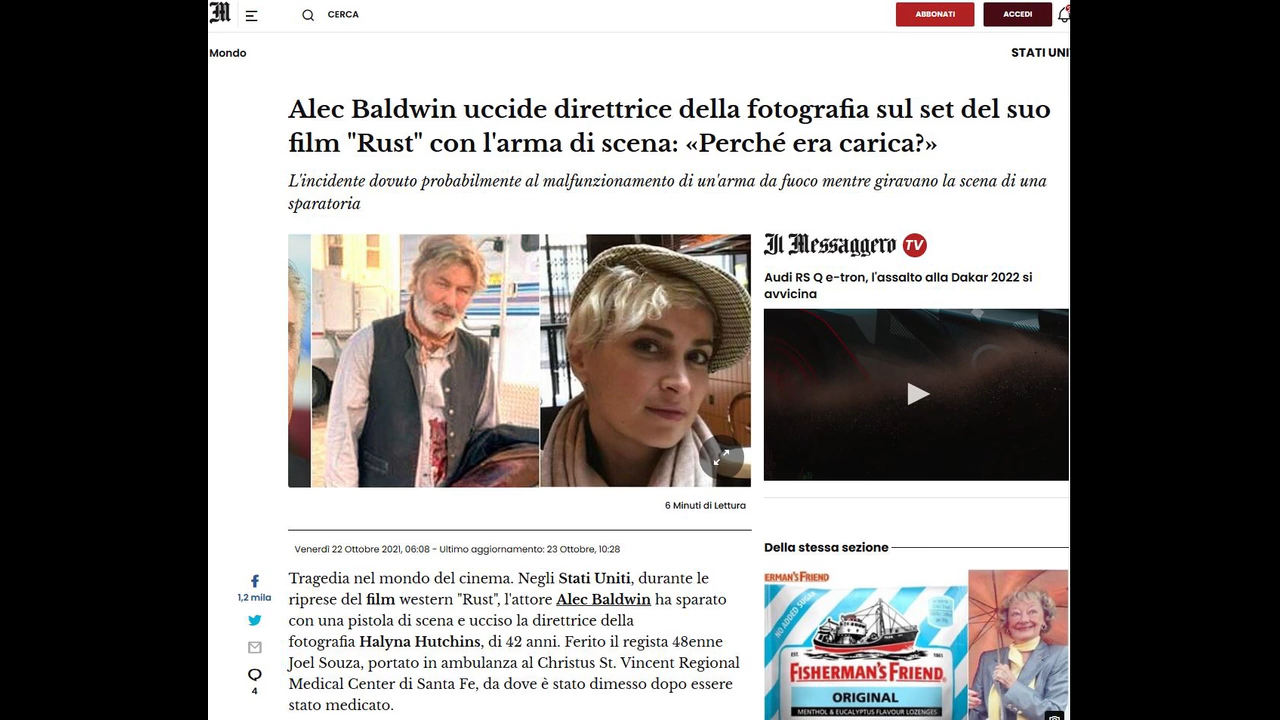 M
CERCA
ABBONATI
ACCEDI
Mondo
STATI UNI
Alec Baldwin uccide direttrice della fotografia sul set del suo
film "Rust" con l'arma di scena: «Perché era carica?»
L'incidente dovuto probabilmente al malfunzionamento di un'arma da fuoco mentre giravano la scena di una
sparatoria
Il Messaggero TV
Audi RS Q e-tron, l'assalto alla Dakar 2022 si
avvicina
6 Minuti di Lettura
Venerdì 22 Ottobre 2021, 06:08 - Ultimo aggiornamento: 23 Ottobre, 10:28
1,2 mila
4
Tragedia nel mondo del cinema. Negli Stati Uniti, durante le
riprese del film western "Rust", l'attore Alec Baldwin ha sparato
con una pistola di scena e ucciso la direttrice della
fotografia Halyna Hutchins, di 42 anni. Ferito il regista 48enne
Joel Souza, portato in ambulanza al Christus St. Vincent Regional
Medical Center di Santa Fe, da dove è stato dimesso dopo essere
stato medicato.
Della stessa sezione
ERMAN'S FRIEND
NO ADDED SUGAR
FISHERMAN'S FRIEND
ORIGINAL
MENTHOL & EUCALYPTUS FLAVOUR LOZENGES